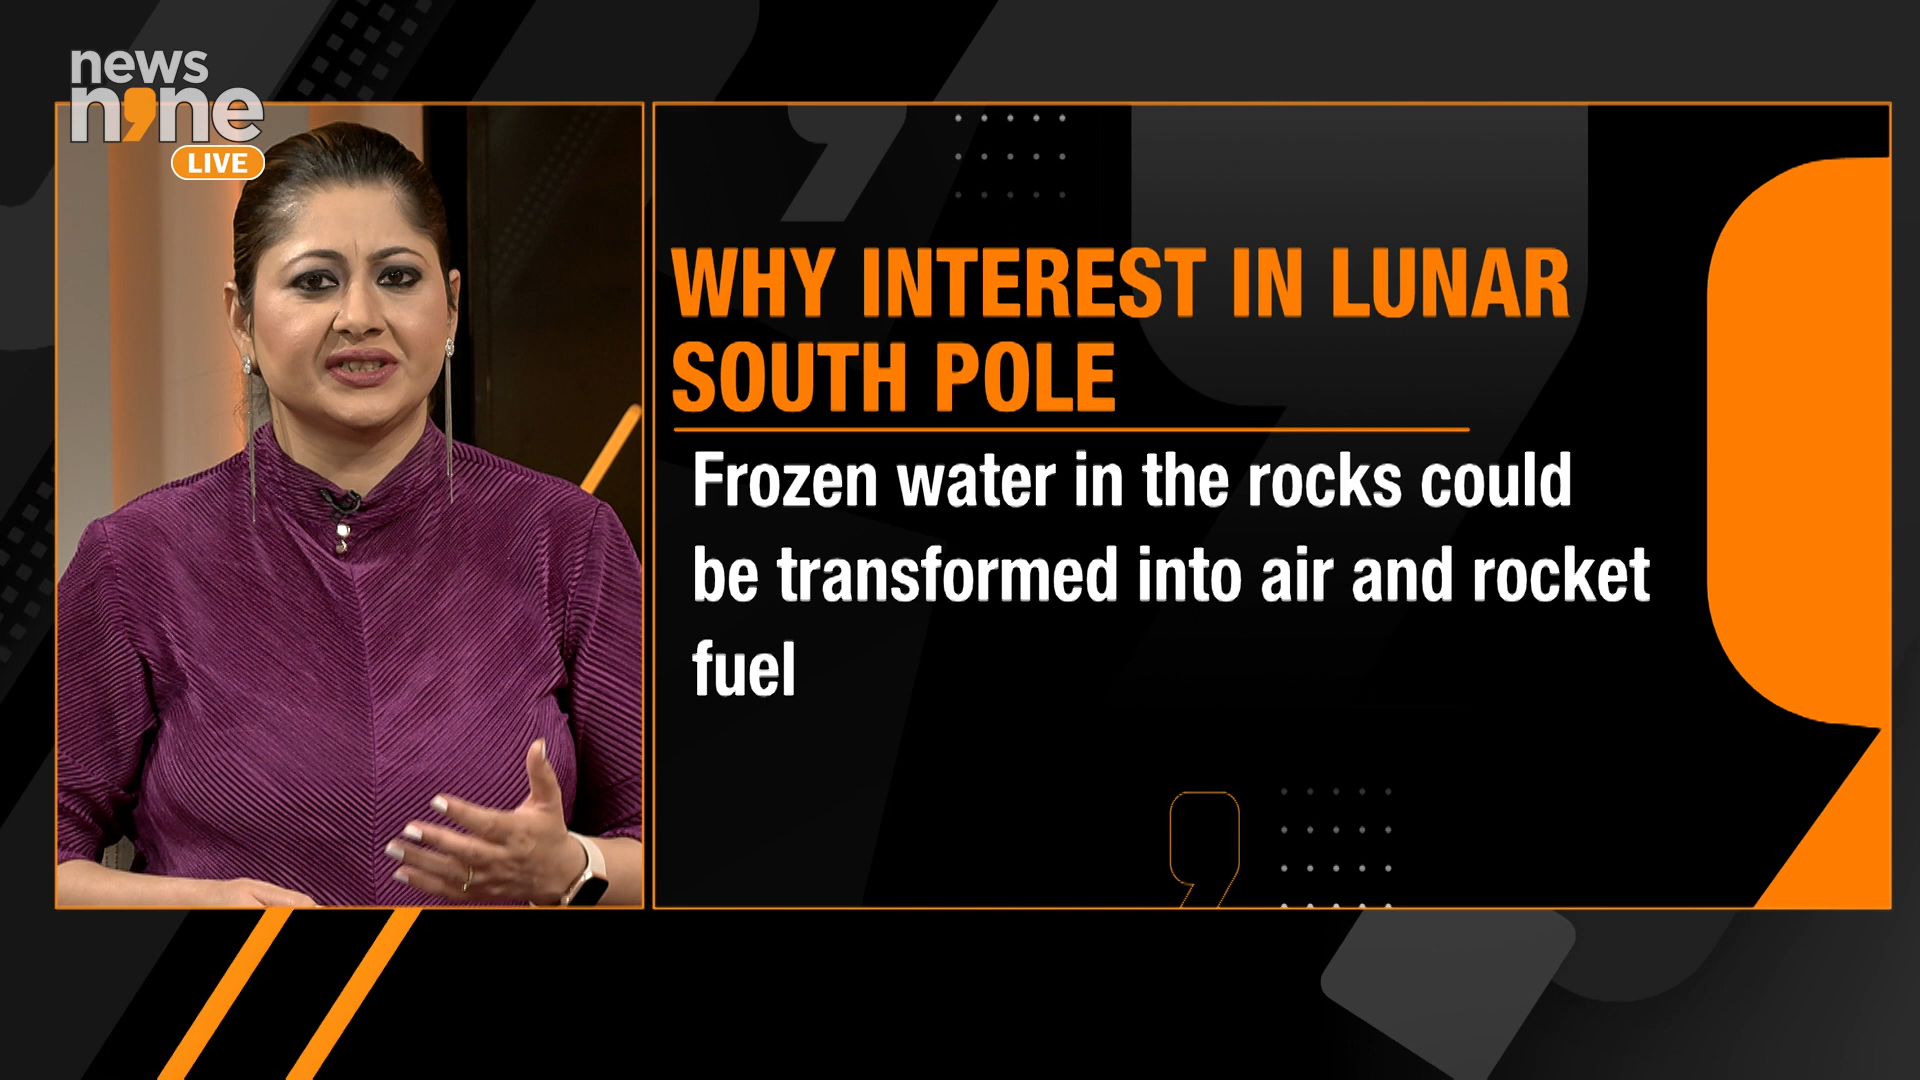 news
nine
LIVE
WHY INTEREST IN LUNAR
SOUTH POLE
Frozen water in the rocks could
be transformed into air and rocket
fuel